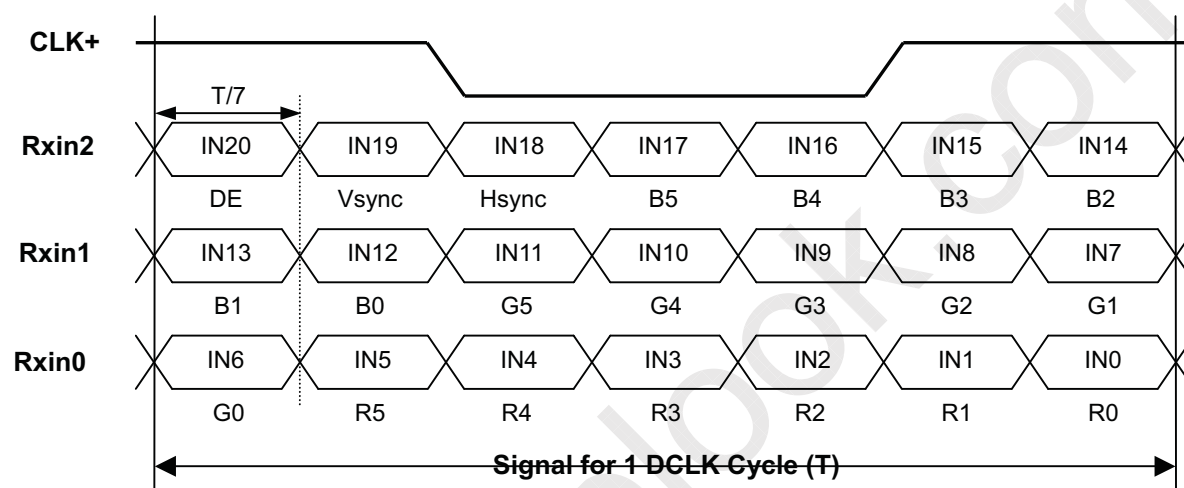 CLK+
T/7
Rxin2 IN20 IN19 IN18 IN17 IN16 IN15 IN14
DE Vsync Hsync B5 B4 B3 B2
Rxin1 IN13 IN12 IN11 IN10 IN9 IN8 IN7
B1 B0 G5 G4 G3 G2 G1
Rxin0 IN6 IN5 IN4 IN3 IN2 IN1 IN0
G0 R5 R4 R3 R2 R1 R0
Signal for 1 DCLK Cycle (T)